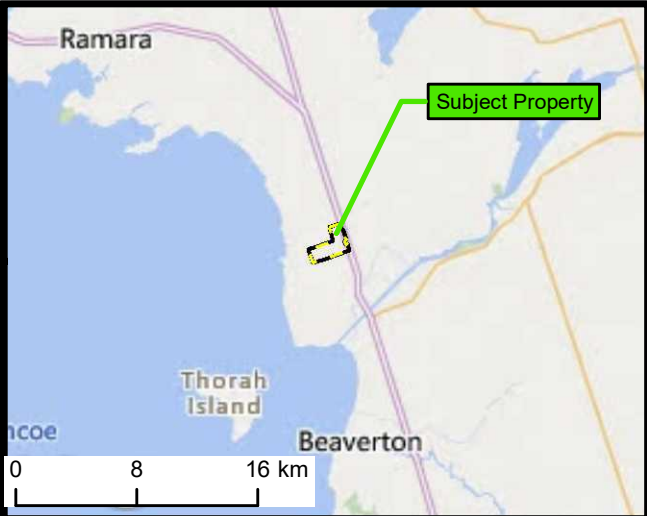 Ramara
Subject Property
Thorah
Island
ncoe
Beaverton
0 8 16 km